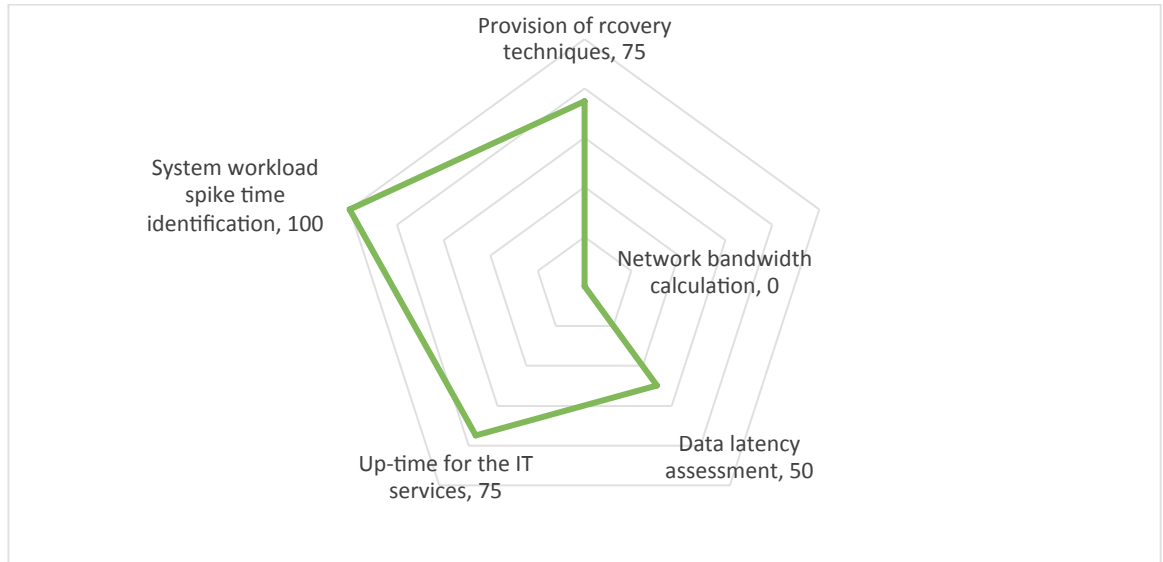 Provision of rcovery
techniques, 75
System workload
spike time
identification, 100
Network bandwidth
calculation, 0
Data latency
assessment, 50
Up-time for the IT
services, 75